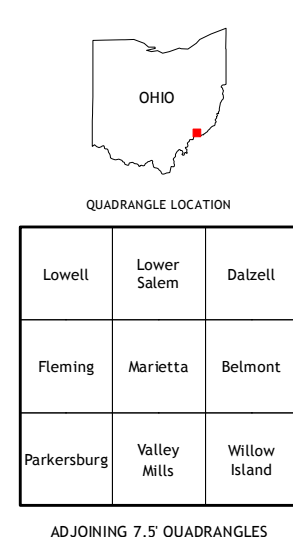 OHIO
QUADRANGLE LOCATION
Lowell
Lower
Salem
Dalzell
Fleming
Marietta
Belmont
Parkersburg
Valley
Mills
Willow
Island
ADJOINING 7.5' QUADRANGLES